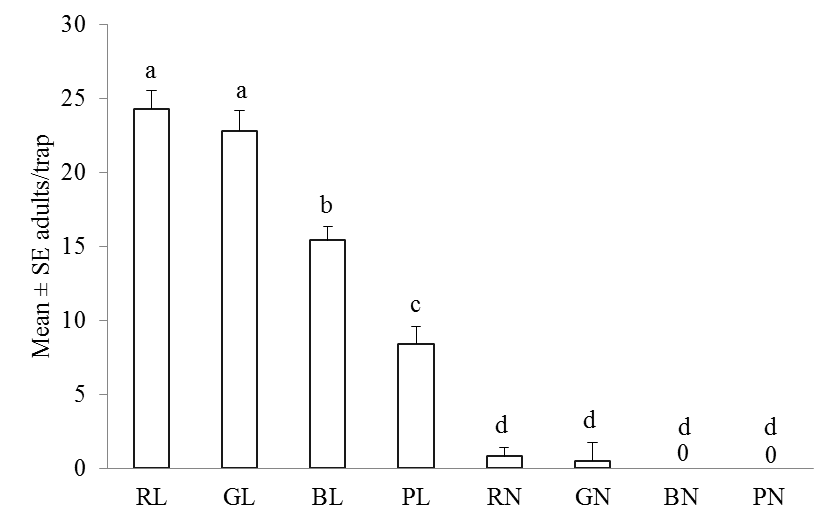 30
25
20
15
10
5
0
Mean ± SE adults/trap
a
a
b
c
d
d
d
0
d
0
RL GL BL PL RN GN BN PN